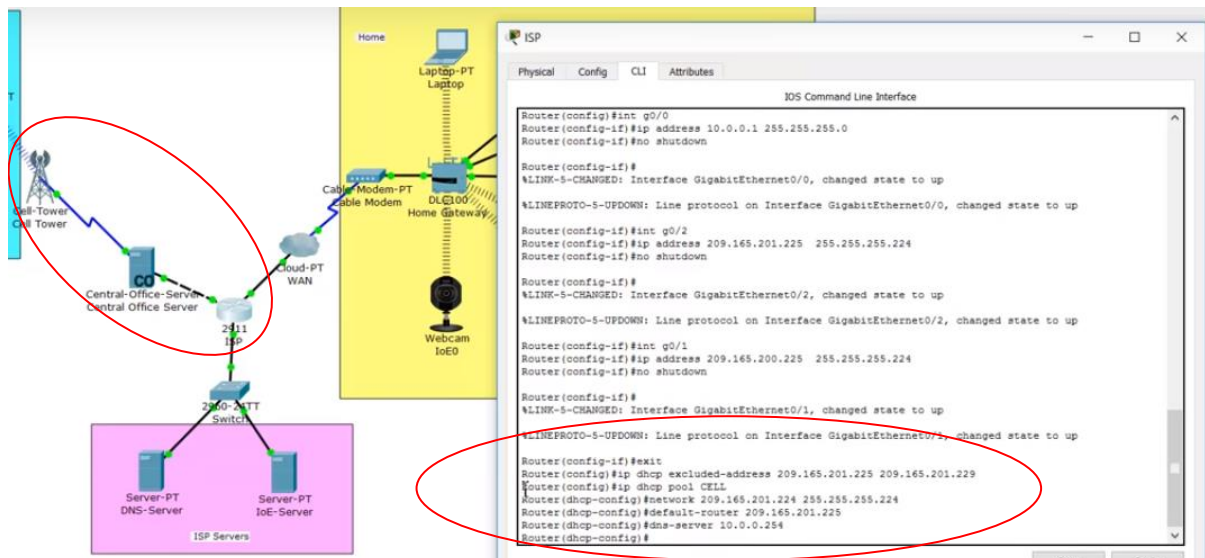 T
Home
Laptop-PT
Laptop
Cell-Tower
Cell Tower
Cable-Modem-PT
Cable Modem
DLC100
Home Gateway
CO
Central-Office-Server
Central Office Server
Cloud-PT
WAN
2911
ISP
Webcam
IoE0
2960-24TT
Switch
Server-PT
DNS-Server
Server-PT
IoE-Server
ISP Servers
ISP
Physical Config CLI Attributes
IOS Command Line Interface
Router(config)#int g0/0
Router(config-if)#ip address 10.0.0.1 255.255.255.0
Router(config-if)#no shutdown
Router(config-if)#
%LINK-5-CHANGED: Interface GigabitEthernet0/0, changed state to up
%LINEPROTO-5-UPDOWN: Line protocol on Interface GigabitEthernet0/0, changed state to up
Router(config-if)#int g0/2
Router(config-if)#ip address 209.165.201.225 255.255.255.224
Router(config-if)#no shutdown
Router(config-if)#
%LINK-5-CHANGED: Interface GigabitEthernet0/2, changed state to up
%LINEPROTO-5-UPDOWN: Line protocol on Interface GigabitEthernet0/2, changed state to up
Router(config-if)#int g0/1
Router(config-if)#ip address 209.165.200.225 255.255.255.224
Router(config-if)#no shutdown
Router(config-if)#
%LINK-5-CHANGED: Interface GigabitEthernet0/1, changed state to up
%LINEPROTO-5-UPDOWN: Line protocol on Interface GigabitEthernet0/1, changed state to up
Router(config-if)#exit
Router(config)#ip dhcp excluded-address 209.165.201.225 209.165.201.229
Router(config)#ip dhcp pool CELL
Router(dhcp-config)#network 209.165.201.224 255.255.255.224
Router(dhcp-config)#default-router 209.165.201.225
Router(dhcp-config)#dns-server 10.0.0.254
Router(dhcp-config)#